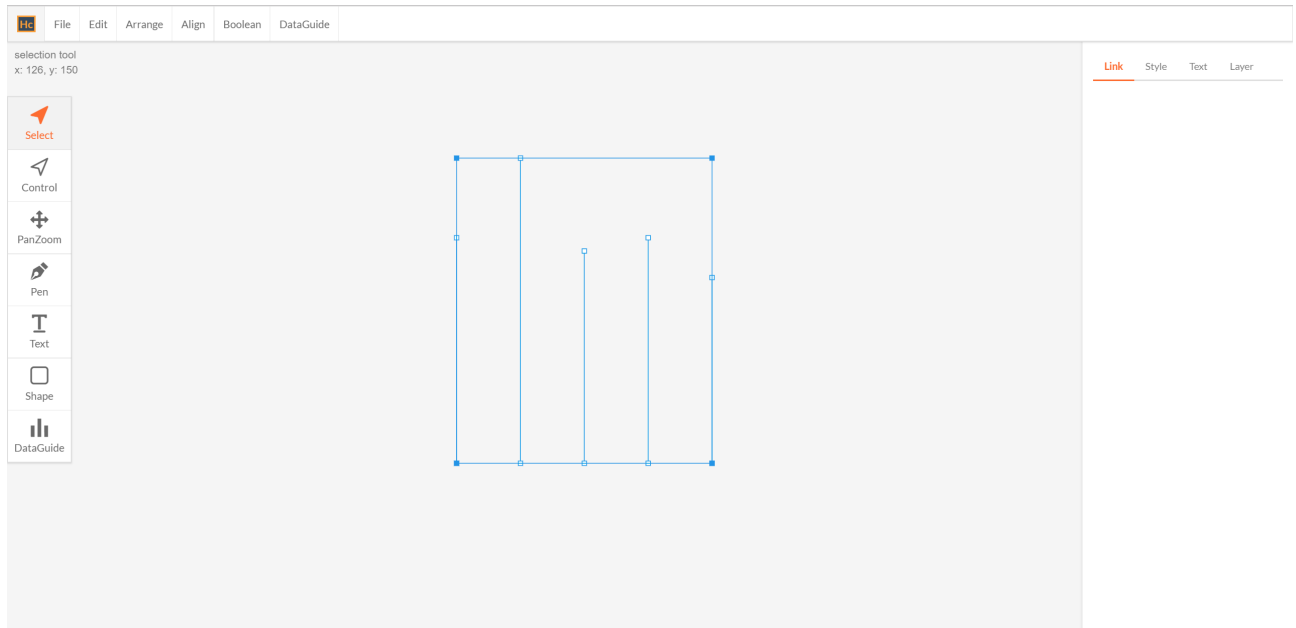 Hc File Edit Arrange Align Boolean DataGuide
selection tool
x: 126, y: 150
Link Style Text Layer
Select
Control
PanZoom
Pen
Text
Shape
DataGuide